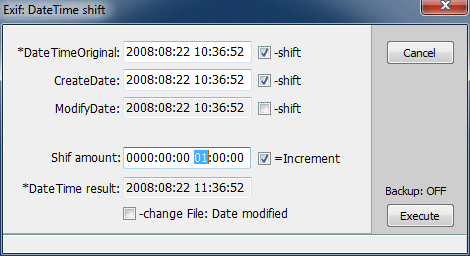 Exif: DateTime shift
*DateTimeOriginal: 2008:08:22 10:36:52 -shift
Cancel
CreateDate: 2008:08:22 10:36:52 -shift
ModifyDate: 2008:08:22 10:36:52 -shift
Shif amount: 0000:00:00 01:00:00 =Increment
*DateTime result: 2008:08:22 11:36:52
Backup: OFF
-change File: Date modified
Execute